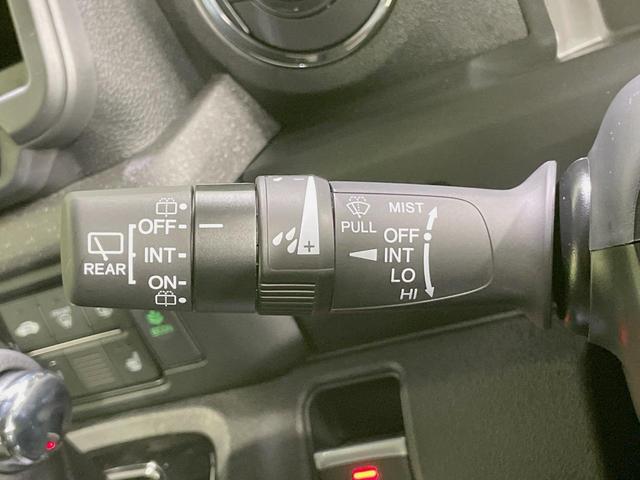 OFF
INT
ON
REAR
- 
+
MIST
PULL
OFF
INT
LO
HI